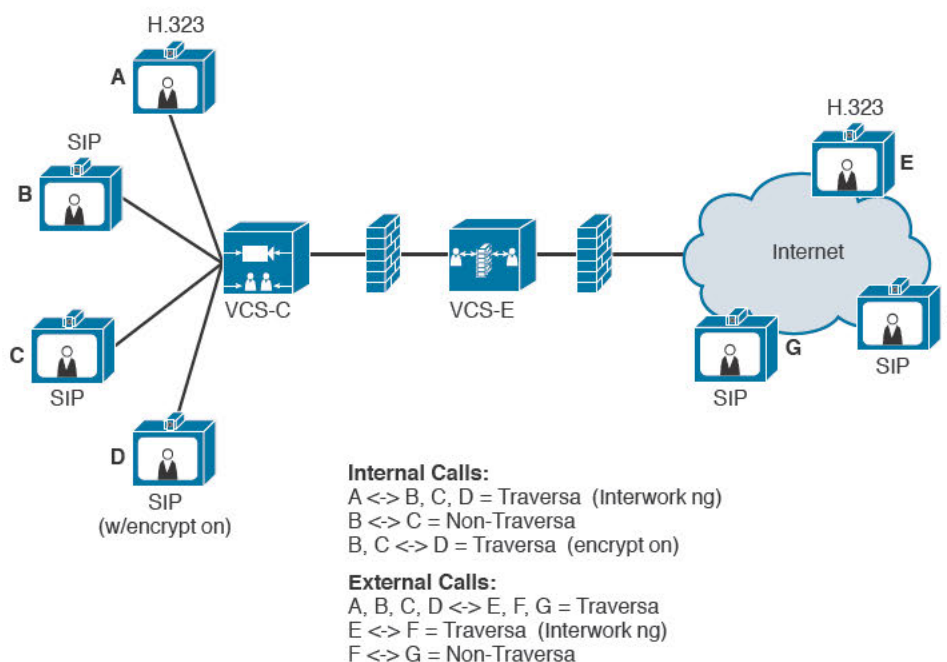 H.323
A
SIP
B
C
SIP
D
SIP
(w/encrypt on)
VCS-C
VCS-E
H.323
E
Internet
G
SIP
SIP
Internal Calls:
A <-> B, C, D = Traversa (Interwork ng)
B <-> C = Non-Traversa
B, C <-> D = Traversa (encrypt on)
External Calls:
A, B, C, D <-> E, F, G = Traversa
E <-> F = Traversa (Interwork ng)
F <-> G = Non-Traversa